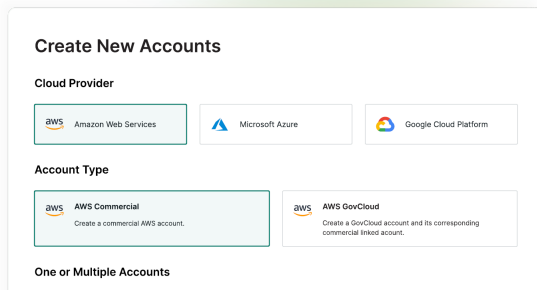 Create New Accounts
Cloud Provider
aws Amazon Web Services
Microsoft Azure
Google Cloud Platform
Account Type
aws AWS Commercial
Create a commercial AWS account.
aws AWS GovCloud
Create a GovCloud account and its corresponding
commercial linked acount.
One or Multiple Accounts